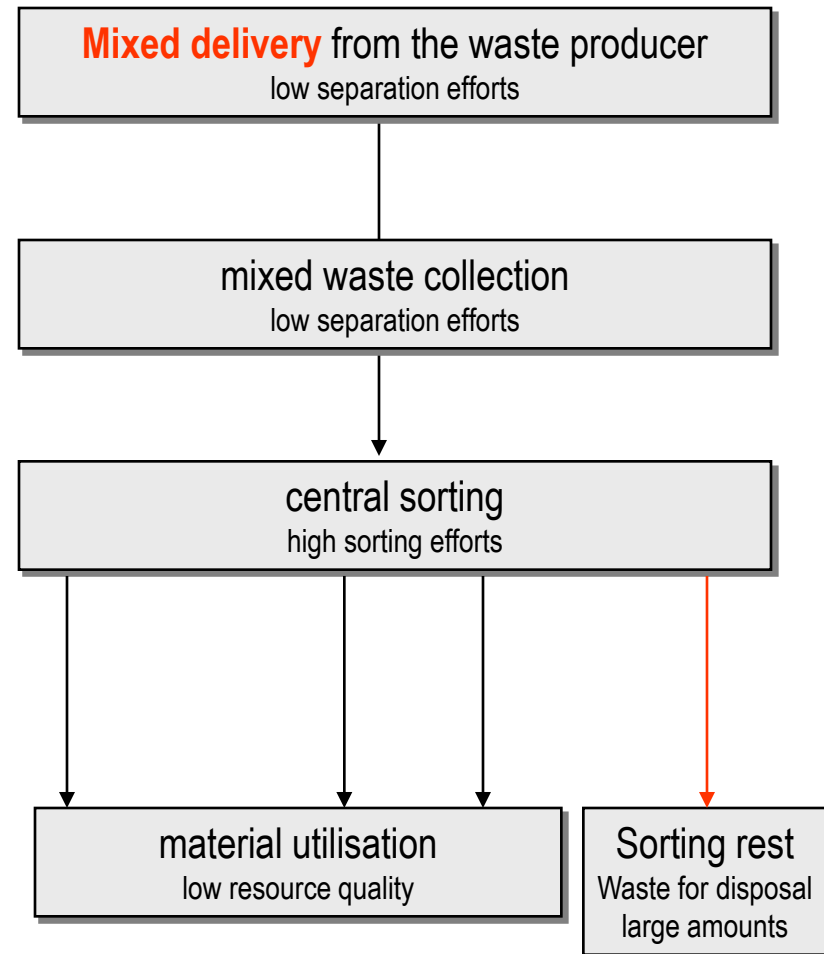 Mixed delivery from the waste producer
low separation efforts
mixed waste collection
low separation efforts
central sorting
high sorting efforts
material utilisation
low resource quality
Sorting rest
Waste for disposal
large amounts